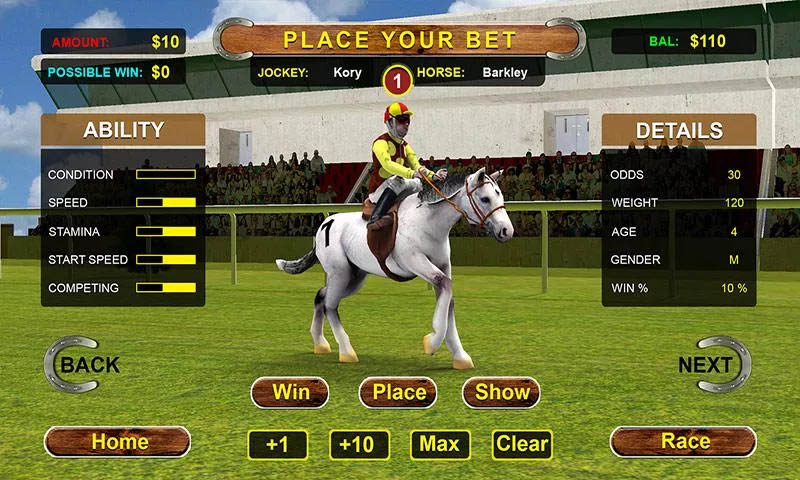 AMOUNT: $10
PLACE YOUR BET
BAL: $110
POSSIBLE WIN: $0
JOCKEY: Kory
1
HORSE: Barkley
ABILITY
CONDITION
SPEED
STAMINA
START SPEED
COMPETING
1
DETAILS
ODDS 30
WEIGHT 120
AGE 4
GENDER M
WIN % 10 %
BACK
NEXT
Win
Place
Show
Home
+1
+10
Max
Clear
Race